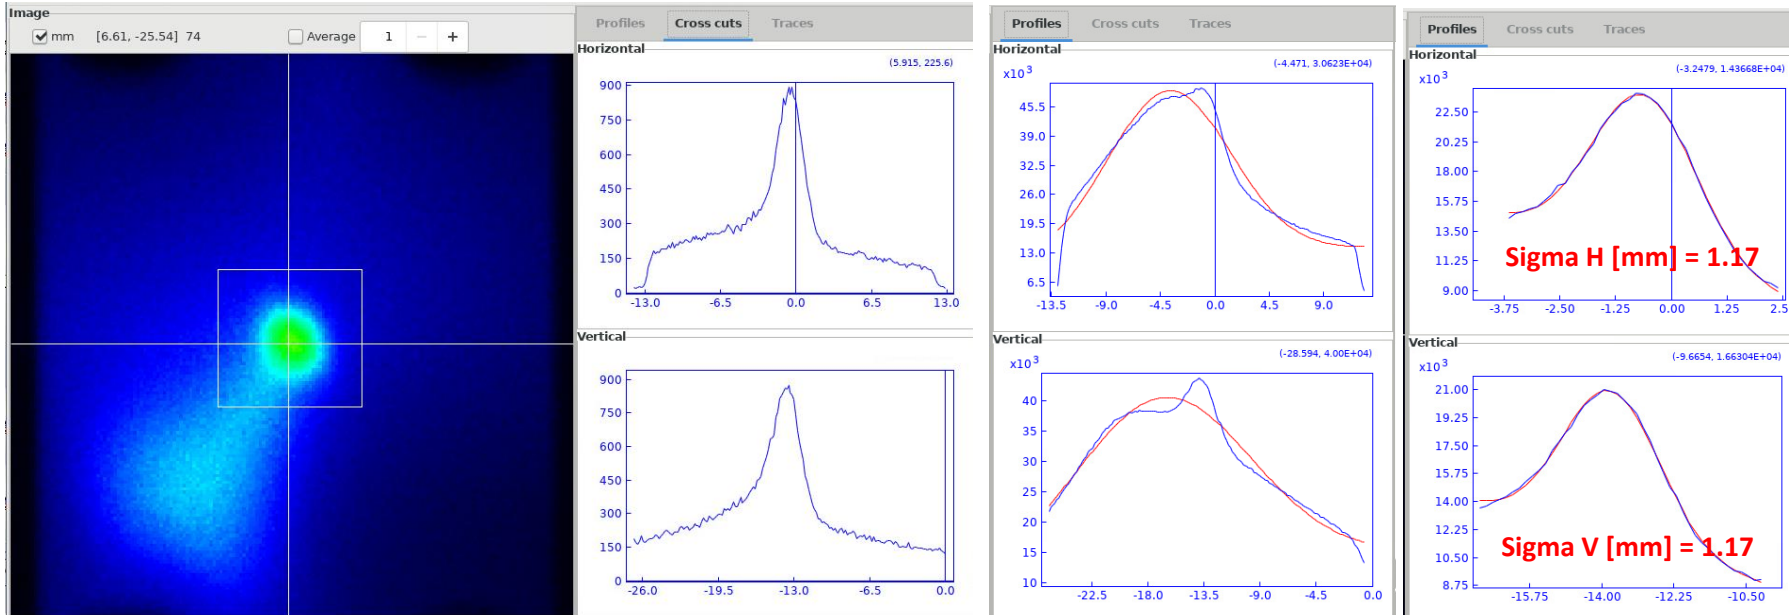 Image
mm [6.61, -25.54] 74 Average 1 − +
Profiles Cross cuts Traces
Horizontal
(5.915, 225.6)
900
750
600
450
300
150
0
-13.0 -6.5 0.0 6.5 13.0
Vertical
900
750
600
450
300
150
0
-26.0 -19.5 -13.0 -6.5 0.0
Profiles Cross cuts Traces
Horizontal
(-4.471, 3.0623E+04)
x10³
45.5
39.0
32.5
26.0
19.5
13.0
6.5
-13.5 -9.0 -4.5 0.0 4.5 9.0
Vertical
(-28.594, 4.00E+04)
x10³
40
35
30
25
20
15
10
-22.5 -18.0 -13.5 -9.0 -4.5 0.0
Profiles Cross cuts Traces
Horizontal
(-3.2479, 1.43668E+04)
x10³
22.50
20.25
18.00
15.75
13.50
11.25
9.00
Sigma H [mm] = 1.17
-3.75 -2.50 -1.25 0.00 1.25 2.5
Vertical
(-9.6654, 1.66304E+04)
x10³
21.00
19.25
17.50
15.75
14.00
12.25
10.50
8.75
Sigma V [mm] = 1.17
-15.75 -14.00 -12.25 -10.50